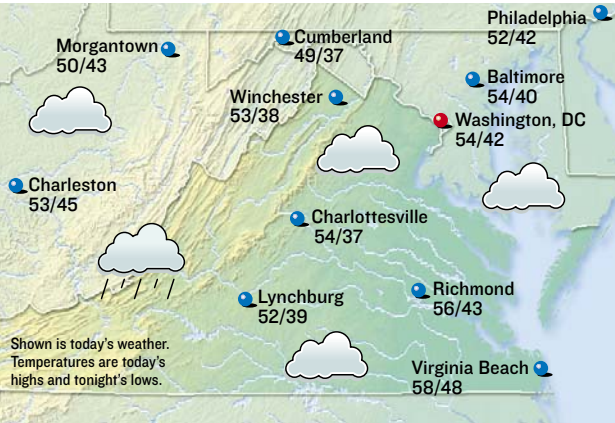 Philadelphia
52/42
Morgantown
50/43
Cumberland
49/37
Baltimore
54/40
Winchester
53/38
Washington, DC
54/42
Charleston
53/45
Charlottesville
54/37
Lynchburg
52/39
Richmond
56/43
Shown is today's weather.
Temperatures are today's
highs and tonight's lows.
Virginia Beach
58/48